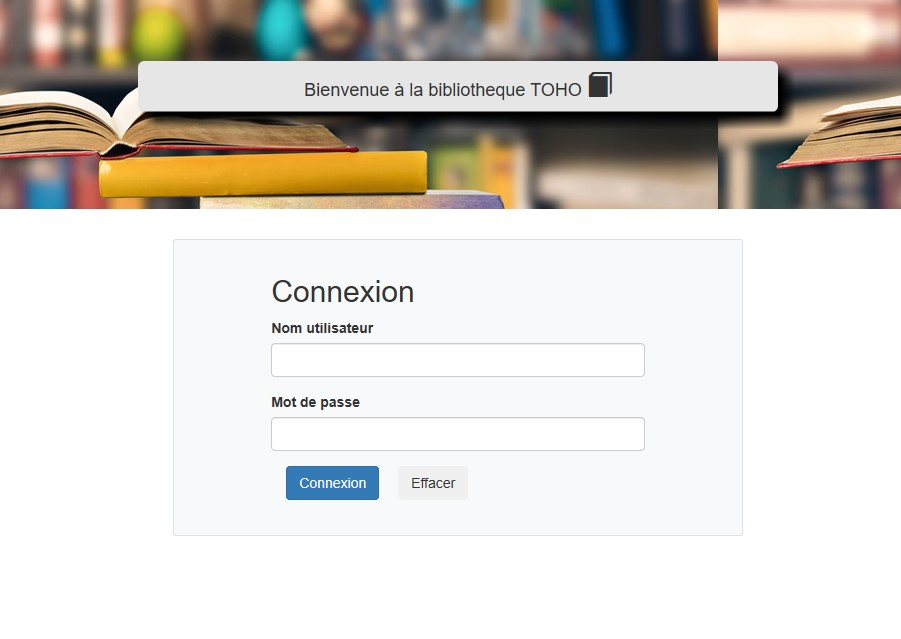 Bienvenue à la bibliotheque TOHO
Connexion
Nom utilisateur
Mot de passe
Connexion
Effacer